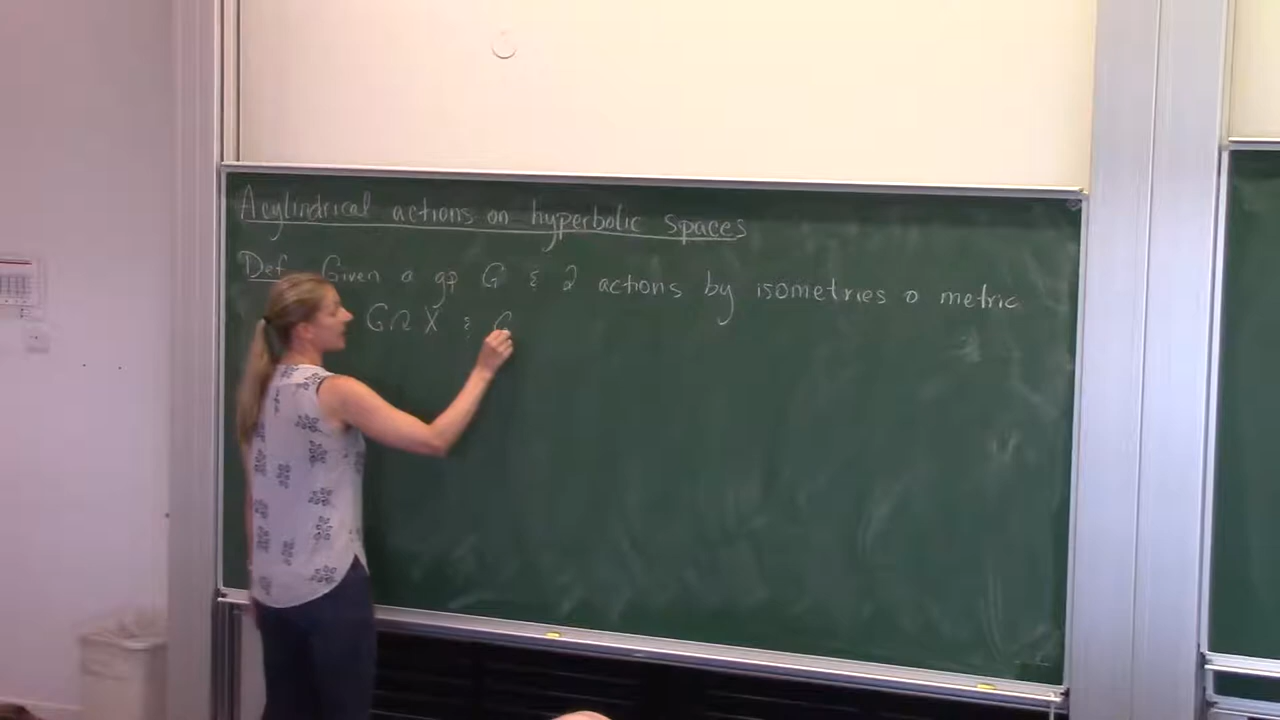 Acylindrical actions on hyperbolic spaces
Def Given a gp G & 2 actions by isometries o metric
G↷X & G